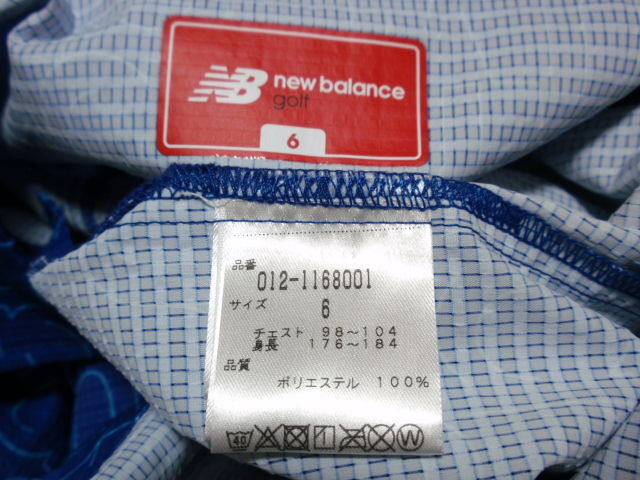 NB new balance
golf
6
品番
012-1168001
サイズ
6
チェスト 98～104
身長 176～184
品質
ポリエステル 100%
40 W